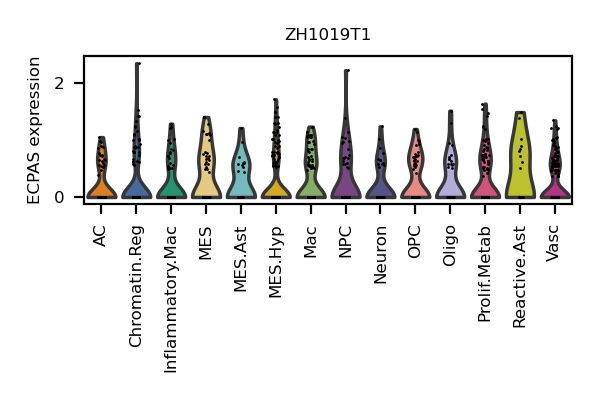 ZH1019T1
ECPAS expression
2
0
AC
Chromatin.Reg
Inflammatory.Mac
MES
MES.Ast
MES.Hyp
Mac
NPC
Neuron
OPC
Oligo
Prolif.Metab
Reactive.Ast
Vasc